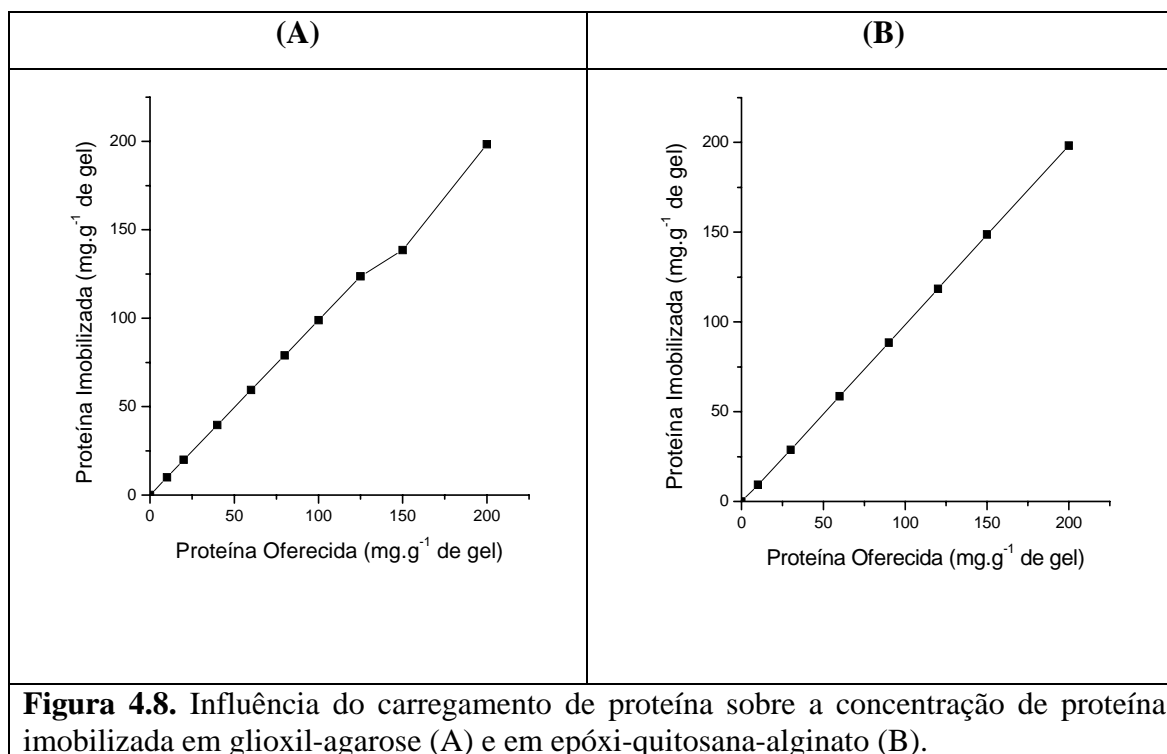 (A)
(B)
200
150
100
50
0
Proteína Imobilizada (mg.g⁻¹ de gel)
0 50 100 150 200
Proteína Oferecida (mg.g⁻¹ de gel)
200
150
100
50
0
Proteína Imobilizada (mg.g⁻¹ de gel)
0 50 100 150 200
Proteína Oferecida (mg.g⁻¹ de gel)
Figura 4.8. Influência do carregamento de proteína sobre a concentração de proteína
imobilizada em glioxil-agarose (A) e em epóxi-quitosana-alginato (B).